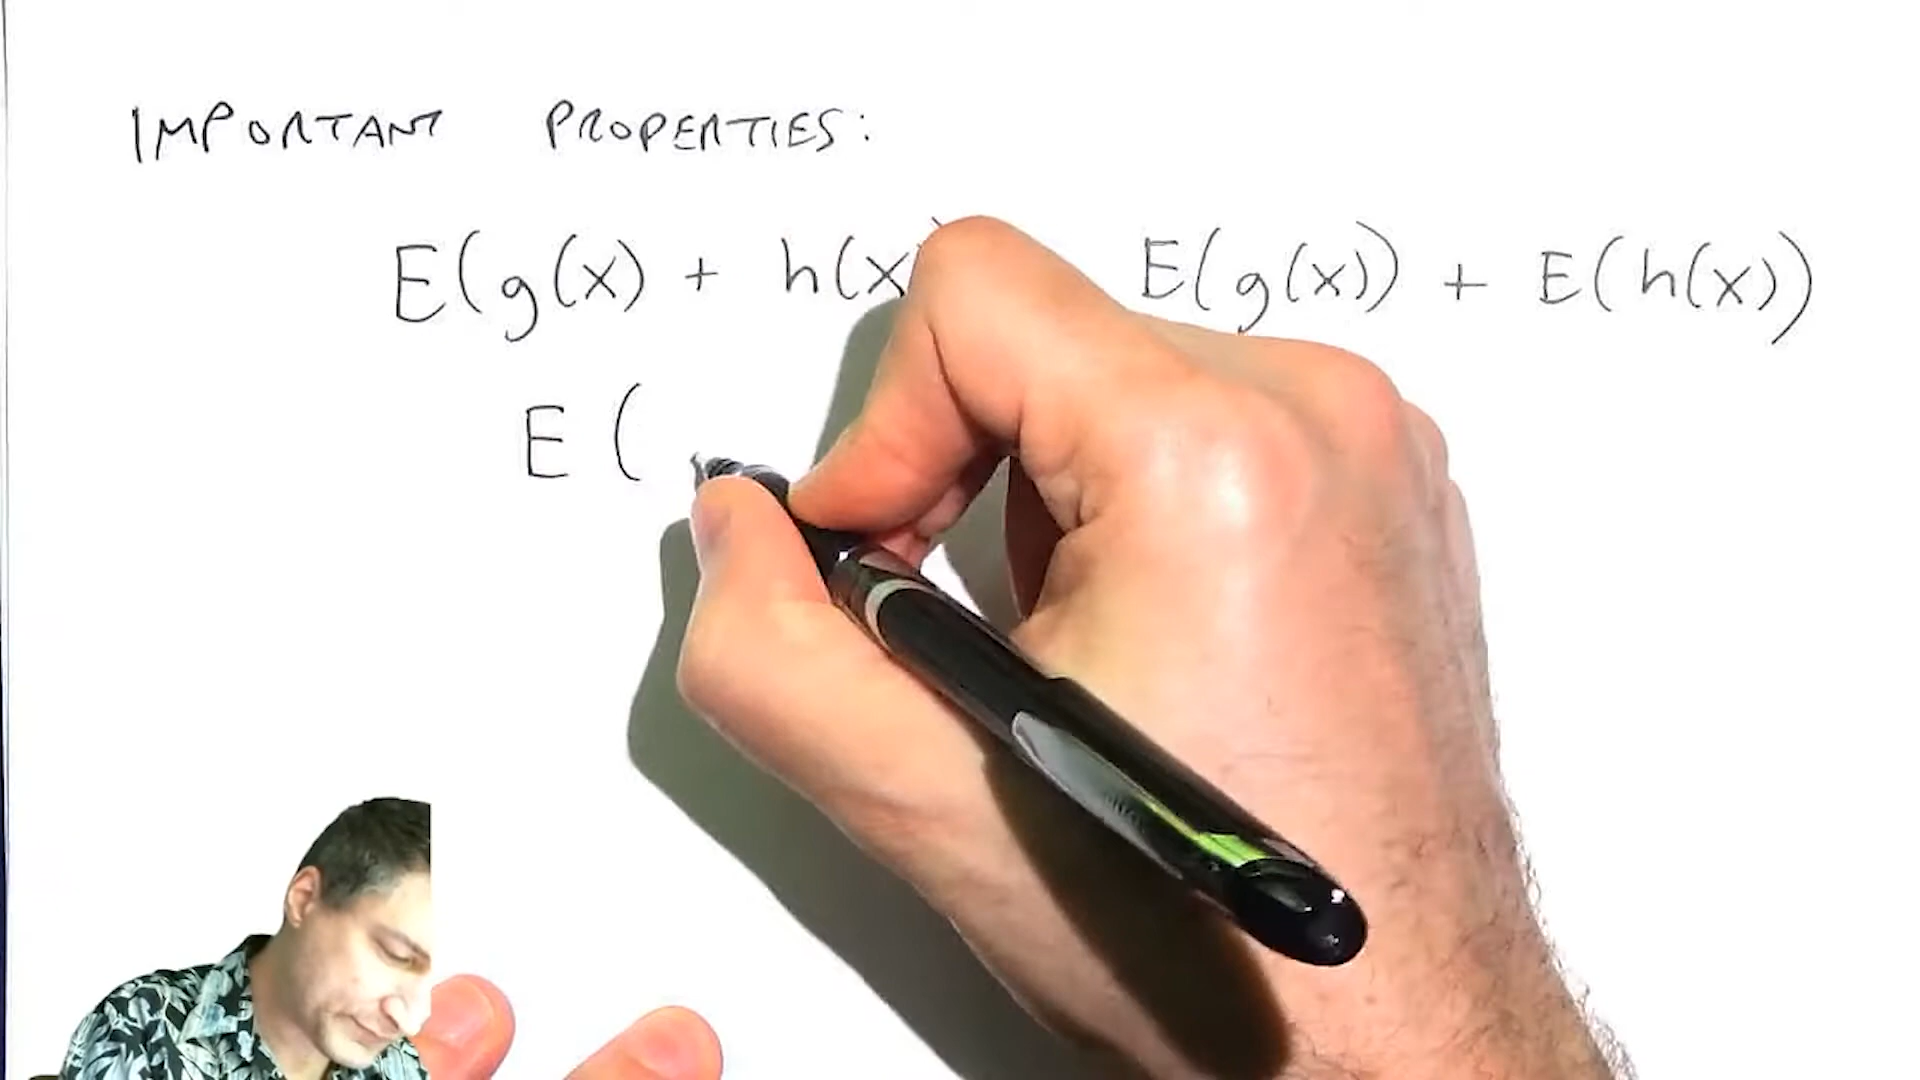 IMPORTANT PROPERTIES:
E(g(x) + h(x) E(g(x)) + E(h(x))
E (